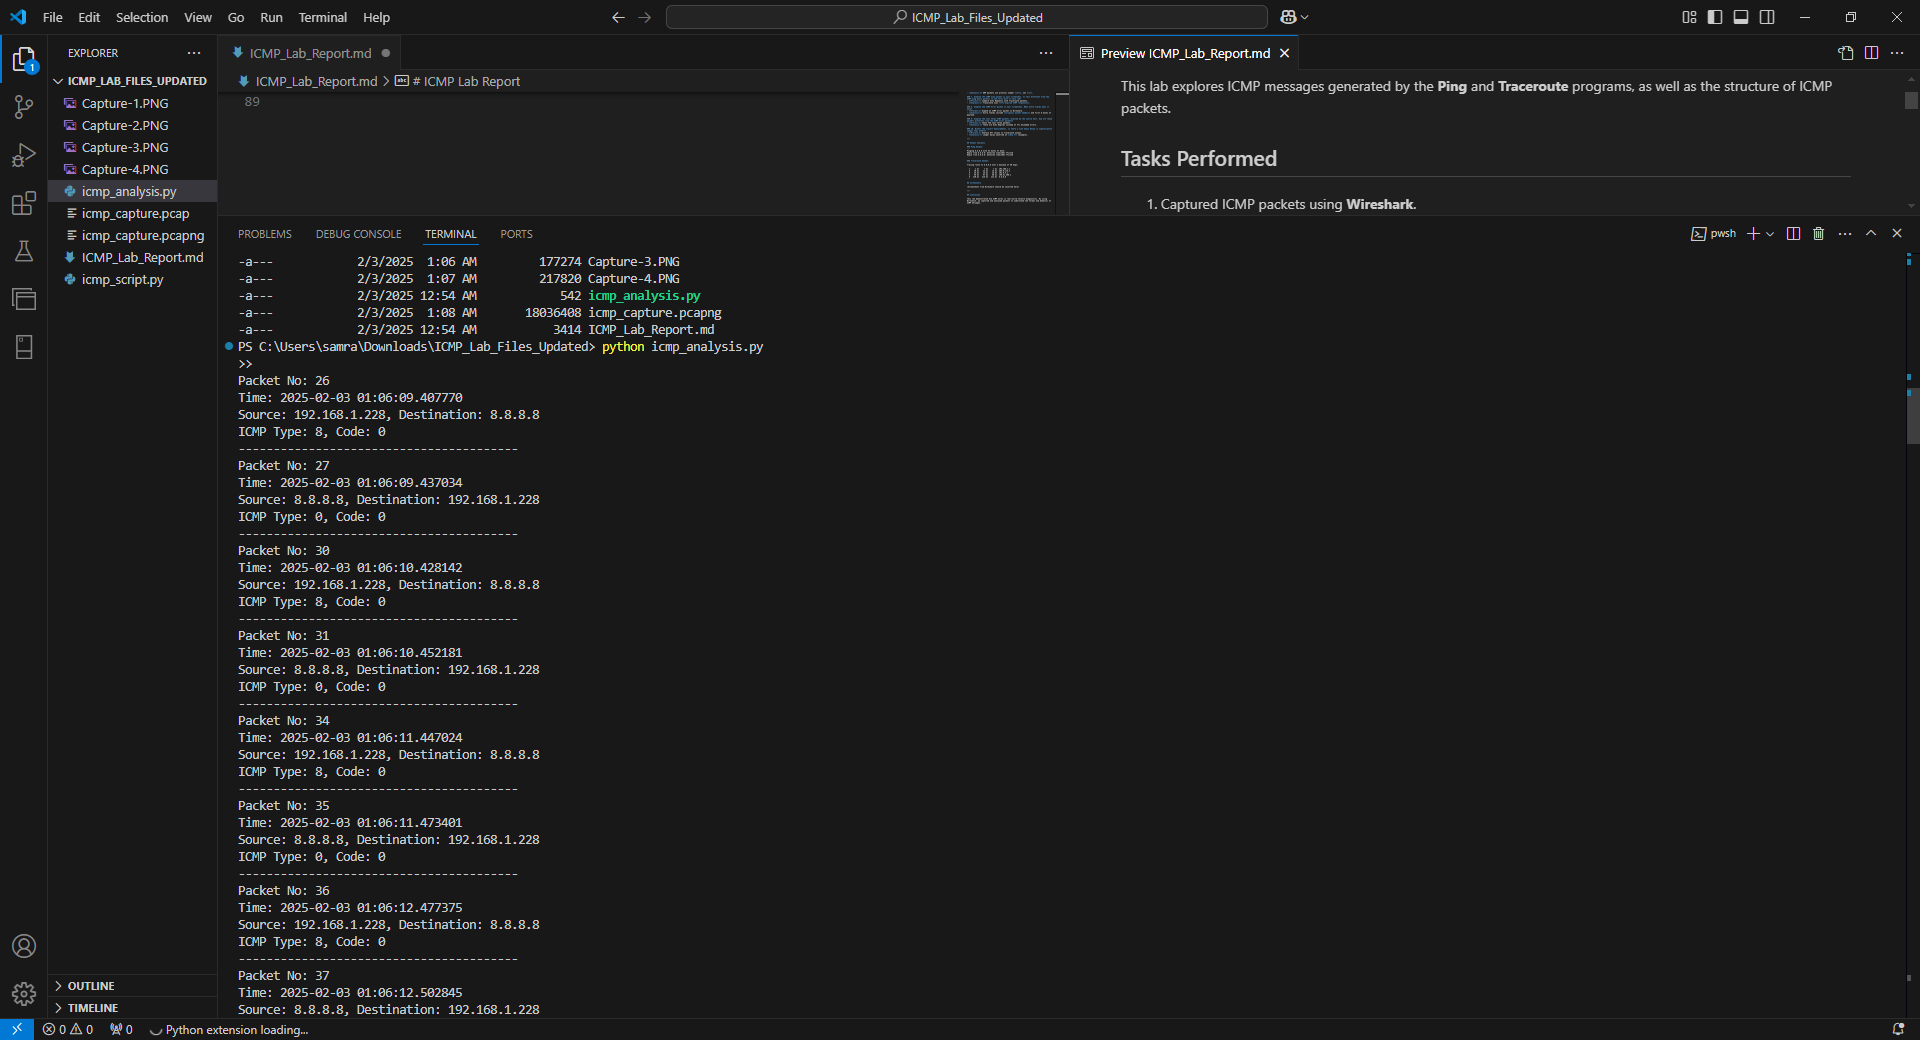 File Edit Selection View Go Run Terminal Help
ICMP_Lab_Files_Updated
EXPLORER
ICMP_LAB_FILES_UPDATED
Capture-1.PNG
Capture-2.PNG
Capture-3.PNG
Capture-4.PNG
icmp_analysis.py
icmp_capture.pcap
icmp_capture.pcapng
ICMP_Lab_Report.md
icmp_script.py
OUTLINE
TIMELINE
1
ICMP_Lab_Report.md
ICMP_Lab_Report.md > # ICMP Lab Report
89
Preview ICMP_Lab_Report.md
This lab explores ICMP messages generated by the Ping and Traceroute programs, as well as the structure of ICMP
packets.
Tasks Performed
1. Captured ICMP packets using Wireshark.
PROBLEMS DEBUG CONSOLE TERMINAL PORTS
pwsh
-a--- 2/3/2025 1:06 AM 177274 Capture-3.PNG
-a--- 2/3/2025 1:07 AM 217820 Capture-4.PNG
-a--- 2/3/2025 12:54 AM 542 icmp_analysis.py
-a--- 2/3/2025 1:08 AM 18036408 icmp_capture.pcapng
-a--- 2/3/2025 12:54 AM 3414 ICMP_Lab_Report.md
PS C:\Users\samra\Downloads\ICMP_Lab_Files_Updated> python icmp_analysis.py
>>
Packet No: 26
Time: 2025-02-03 01:06:09.407770
Source: 192.168.1.228, Destination: 8.8.8.8
ICMP Type: 8, Code: 0
----------------------------------------
Packet No: 27
Time: 2025-02-03 01:06:09.437034
Source: 8.8.8.8, Destination: 192.168.1.228
ICMP Type: 0, Code: 0
----------------------------------------
Packet No: 30
Time: 2025-02-03 01:06:10.428142
Source: 192.168.1.228, Destination: 8.8.8.8
ICMP Type: 8, Code: 0
----------------------------------------
Packet No: 31
Time: 2025-02-03 01:06:10.452181
Source: 8.8.8.8, Destination: 192.168.1.228
ICMP Type: 0, Code: 0
----------------------------------------
Packet No: 34
Time: 2025-02-03 01:06:11.447024
Source: 192.168.1.228, Destination: 8.8.8.8
ICMP Type: 8, Code: 0
----------------------------------------
Packet No: 35
Time: 2025-02-03 01:06:11.473401
Source: 8.8.8.8, Destination: 192.168.1.228
ICMP Type: 0, Code: 0
----------------------------------------
Packet No: 36
Time: 2025-02-03 01:06:12.477375
Source: 192.168.1.228, Destination: 8.8.8.8
ICMP Type: 8, Code: 0
----------------------------------------
Packet No: 37
Time: 2025-02-03 01:06:12.502845
Source: 8.8.8.8, Destination: 192.168.1.228
0 0 0 Python extension loading...